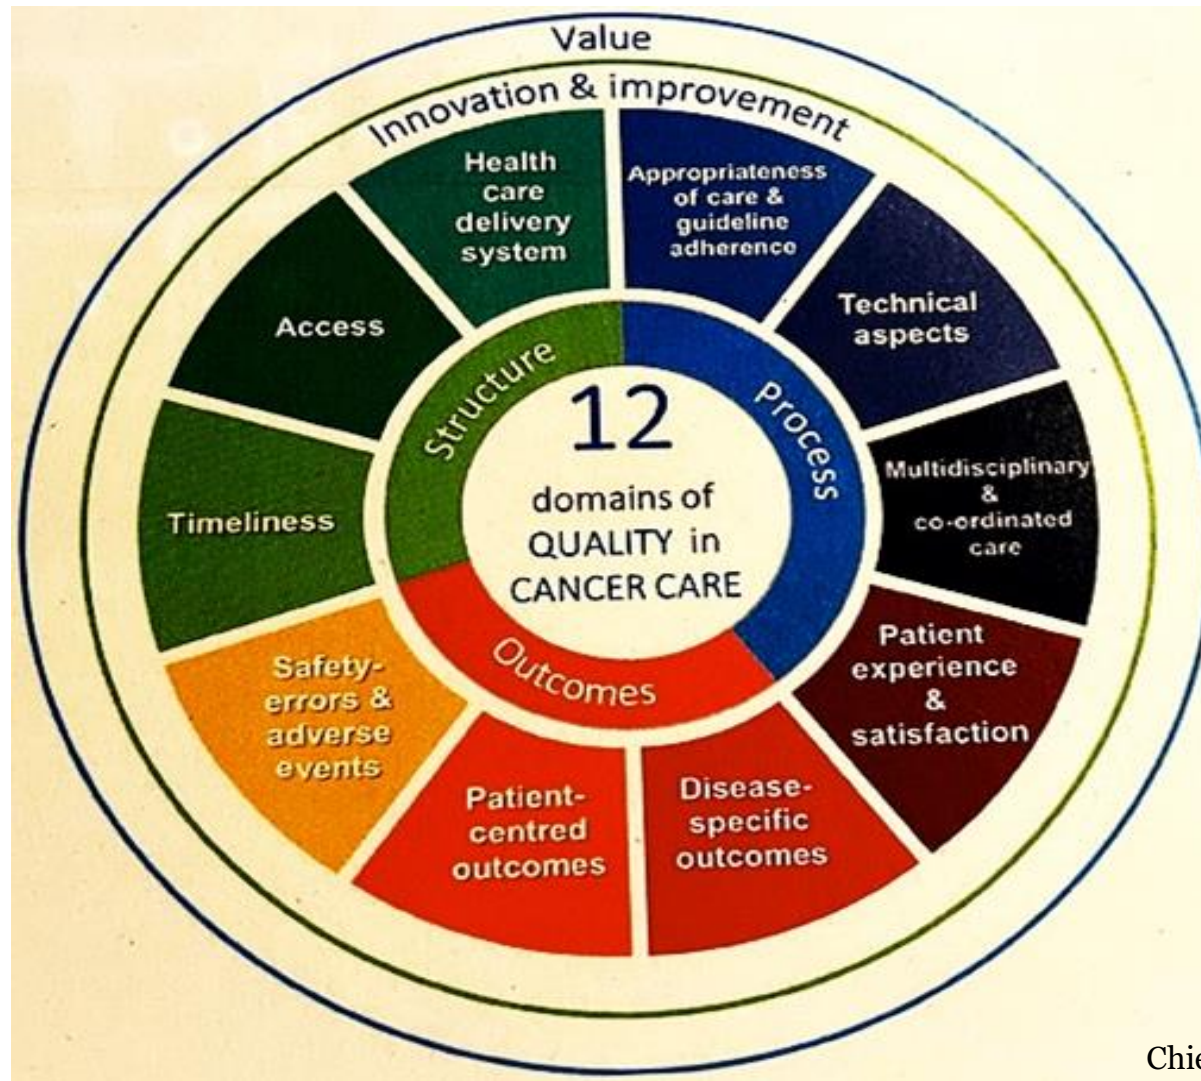 Value
Innovation & improvement
Health
care
delivery
system
Appropriateness
of care &
guideline
adherence
Access
Technical
aspects
Structure
Process
12
domains of
QUALITY in
CANCER CARE
Timeliness
Multidisciplinary
&
co-ordinated
care
Outcomes
Safety-
errors &
adverse
events
Patient
experience
&
satisfaction
Patient-
centred
outcomes
Disease-
specific
outcomes